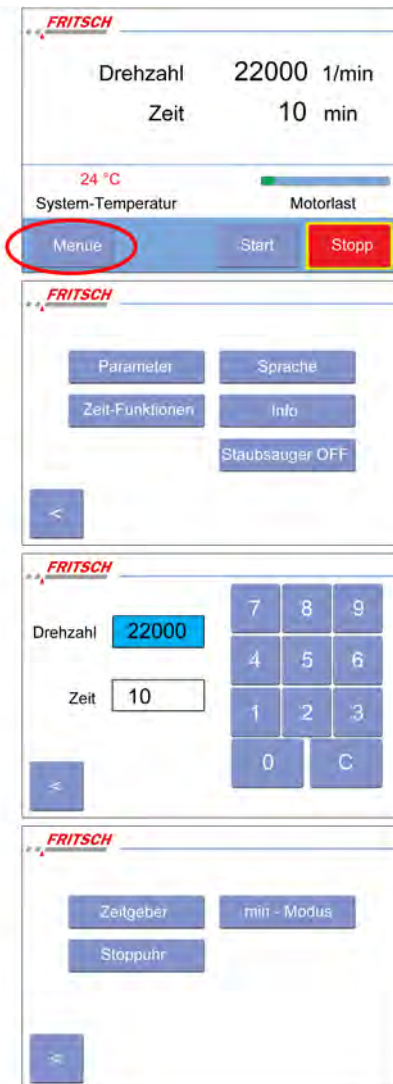 FRITSCH
Drehzahl 22000 1/min
Zeit 10 min
24 °C
System-Temperatur Motorlast
Menue Start Stopp
FRITSCH
Parameter Sprache
Zeit-Funktionen Info
Staubsauger OFF
<
FRITSCH
7 8 9
Drehzahl 22000
4 5 6
Zeit 10
1 2 3
0 C
<
FRITSCH
Zeitgeber min - Modus
Stoppuhr
<